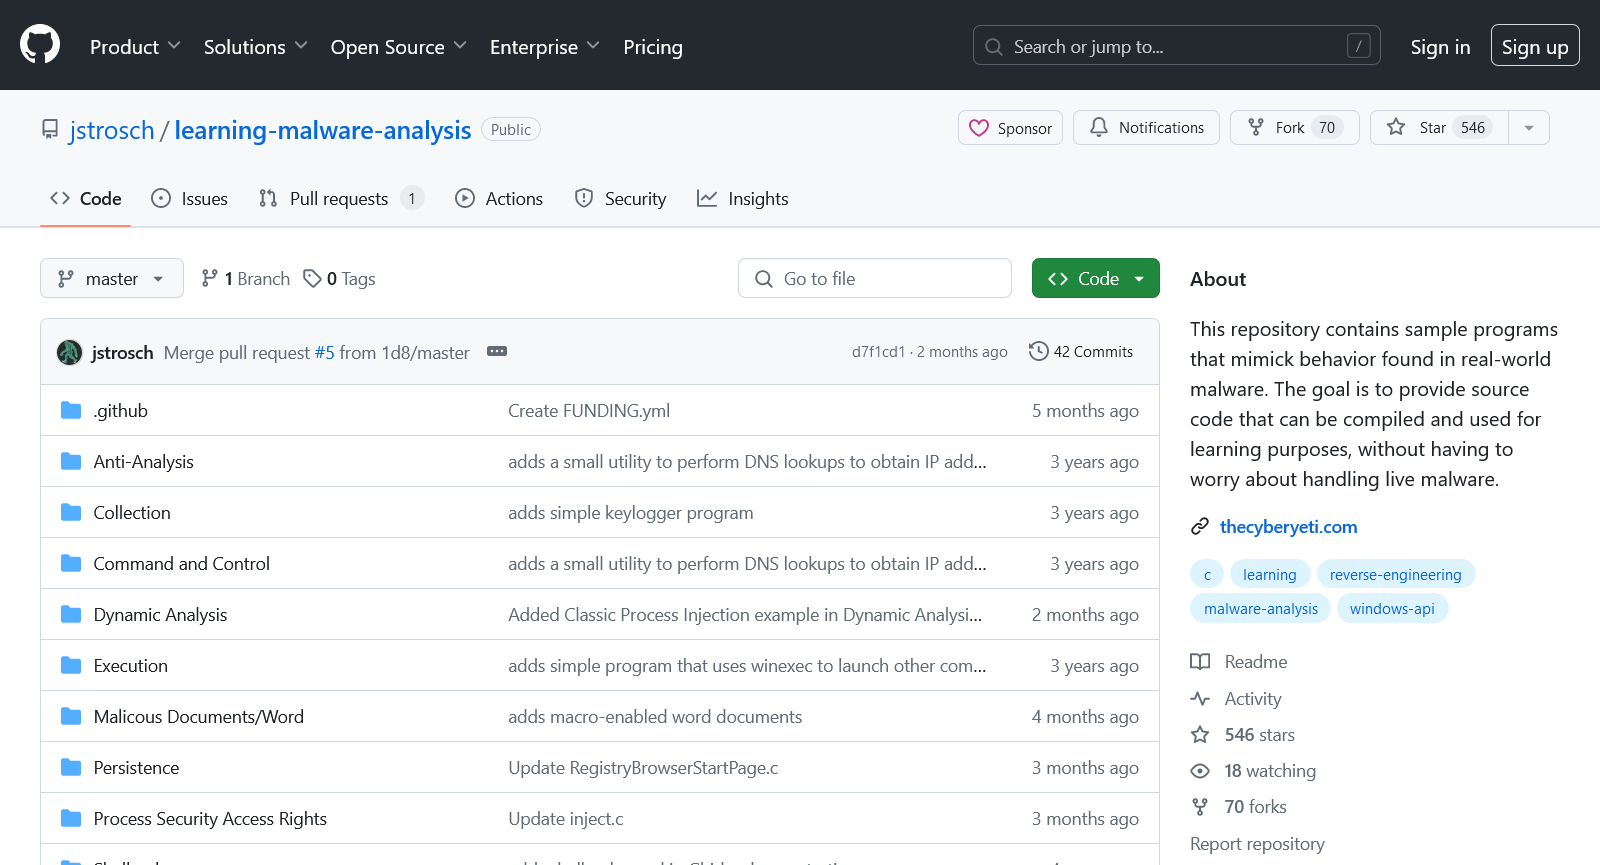 Product Solutions Open Source Enterprise Pricing Search or jump to... / Sign in Sign up
jstrosch / learning-malware-analysis Public Sponsor Notifications Fork 70 Star 546
Code Issues Pull requests 1 Actions Security Insights
master 1 Branch 0 Tags Go to file Code
jstrosch Merge pull request #5 from 1d8/master d7f1cd1 · 2 months ago 42 Commits
.github Create FUNDING.yml 5 months ago
Anti-Analysis adds a small utility to perform DNS lookups to obtain IP add... 3 years ago
Collection adds simple keylogger program 3 years ago
Command and Control adds a small utility to perform DNS lookups to obtain IP add... 3 years ago
Dynamic Analysis Added Classic Process Injection example in Dynamic Analysi... 2 months ago
Execution adds simple program that uses winexec to launch other com... 3 years ago
Malicous Documents/Word adds macro-enabled word documents 4 months ago
Persistence Update RegistryBrowserStartPage.c 3 months ago
Process Security Access Rights Update inject.c 3 months ago
About
This repository contains sample programs
that mimick behavior found in real-world
malware. The goal is to provide source
code that can be compiled and used for
learning purposes, without having to
worry about handling live malware.
thecyberyeti.com
c learning reverse-engineering
malware-analysis windows-api
Readme
Activity
546 stars
18 watching
70 forks
Report repository